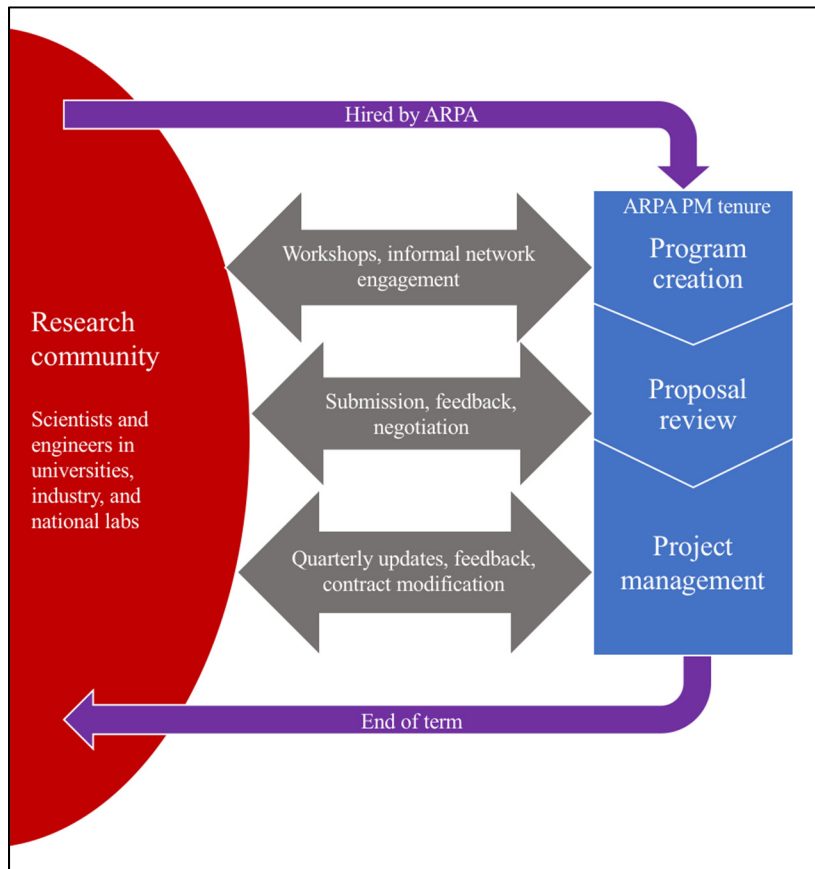 Hired by ARPA
ARPA PM tenure
Program
creation
Workshops, informal network
engagement
Research
community
Scientists and
engineers in
universities,
industry, and
national labs
Submission, feedback,
negotiation
Proposal
review
Quarterly updates, feedback,
contract modification
Project
management
End of term